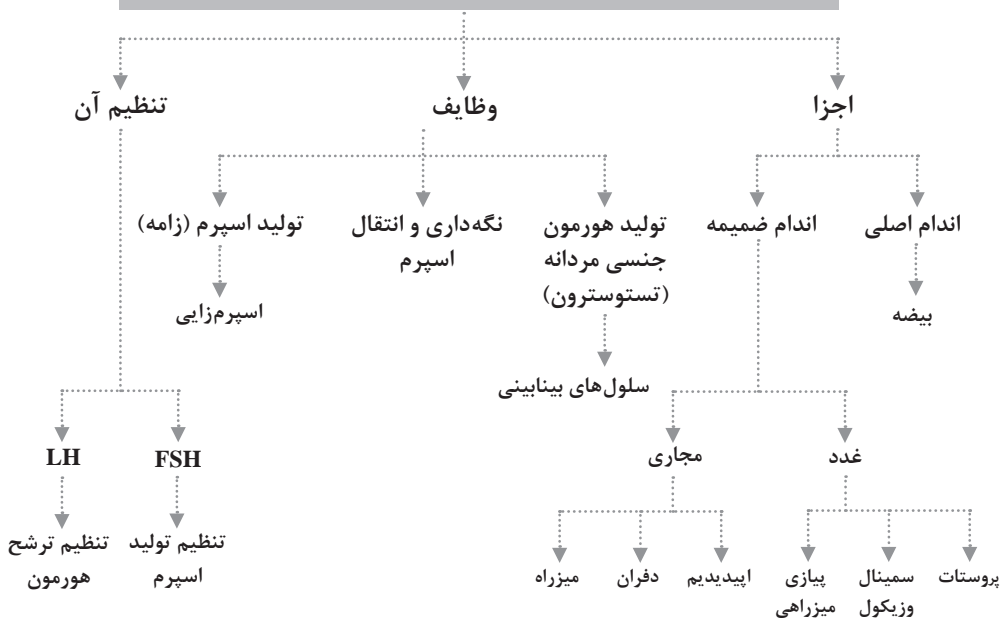 اجزا
وظایف
تنظیم آن
اندام اصلی
اندام ضمیمه
تولید هورمون
جنسی مردانه
(تستوسترون)
نگه‌داری و انتقال
اسپرم
تولید اسپرم (زامه)
بیضه
اسپرم‌زایی
سلول‌های بینابینی
غدد
مجاری
FSH
LH
پروستات
سمینال
وزیکول
پیازی
میزراهی
اپیدیدیم
دفران
میزراه
تنظیم تولید
اسپرم
تنظیم ترشح
هورمون